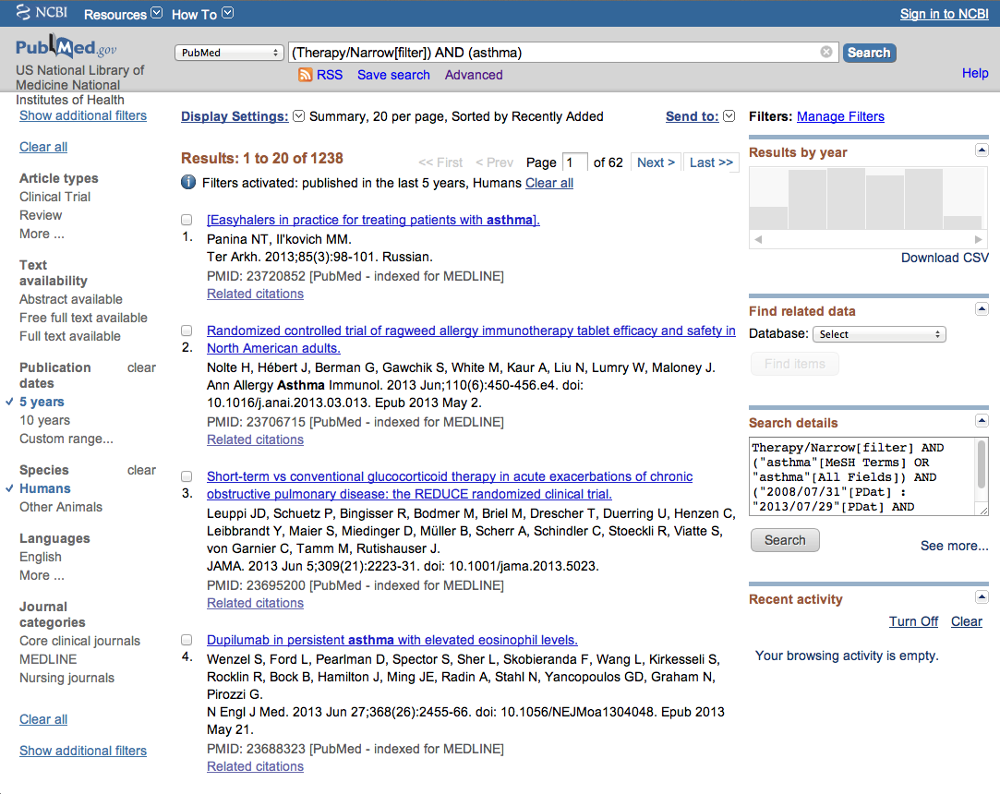 NCBI Resources How To Sign in to NCBI
PubMed.gov
US National Library of
Medicine National
Institutes of Health
PubMed (Therapy/Narrow[filter]) AND (asthma) Search
RSS Save search Advanced
Help
Show additional filters
Clear all
Article types
Clinical Trial
Review
More ...
Text
availability
Abstract available
Free full text available
Full text available
Publication clear
dates
5 years
10 years
Custom range...
Species clear
Humans
Other Animals
Languages
English
More ...
Journal
categories
Core clinical journals
MEDLINE
Nursing journals
Clear all
Show additional filters
Display Settings: Summary, 20 per page, Sorted by Recently Added Send to:
Results: 1 to 20 of 1238
<< First < Prev Page 1 of 62 Next > Last >>
Filters activated: published in the last 5 years, Humans Clear all
[Easyhalers in practice for treating patients with asthma].
1. Panina NT, Il'kovich MM.
Ter Arkh. 2013;85(3):98-101. Russian.
PMID: 23720852 [PubMed - indexed for MEDLINE]
Related citations
Randomized controlled trial of ragweed allergy immunotherapy tablet efficacy and safety in
2. North American adults.
Nolte H, Hébert J, Berman G, Gawchik S, White M, Kaur A, Liu N, Lumry W, Maloney J.
Ann Allergy Asthma Immunol. 2013 Jun;110(6):450-456.e4. doi:
10.1016/j.anai.2013.03.013. Epub 2013 May 2.
PMID: 23706715 [PubMed - indexed for MEDLINE]
Related citations
Short-term vs conventional glucocorticoid therapy in acute exacerbations of chronic
3. obstructive pulmonary disease: the REDUCE randomized clinical trial.
Leuppi JD, Schuetz P, Bingisser R, Bodmer M, Briel M, Drescher T, Duerring U, Henzen C,
Leibbrandt Y, Maier S, Miedinger D, Müller B, Scherr A, Schindler C, Stoeckli R, Viatte S,
von Garnier C, Tamm M, Rutishauser J.
JAMA. 2013 Jun 5;309(21):2223-31. doi: 10.1001/jama.2013.5023.
PMID: 23695200 [PubMed - indexed for MEDLINE]
Related citations
Dupilumab in persistent asthma with elevated eosinophil levels.
4. Wenzel S, Ford L, Pearlman D, Spector S, Sher L, Skobieranda F, Wang L, Kirkesseli S,
Rocklin R, Bock B, Hamilton J, Ming JE, Radin A, Stahl N, Yancopoulos GD, Graham N,
Pirozzi G.
N Engl J Med. 2013 Jun 27;368(26):2455-66. doi: 10.1056/NEJMoa1304048. Epub 2013
May 21.
PMID: 23688323 [PubMed - indexed for MEDLINE]
Related citations
Filters: Manage Filters
Results by year
Download CSV
Find related data
Database: Select
Find items
Search details
Therapy/Narrow[filter] AND
("asthma"[MeSH Terms] OR
"asthma"[All Fields]) AND
("2008/07/31"[PDat] :
"2013/07/29"[PDat] AND
Search
See more...
Recent activity
Turn Off Clear
Your browsing activity is empty.